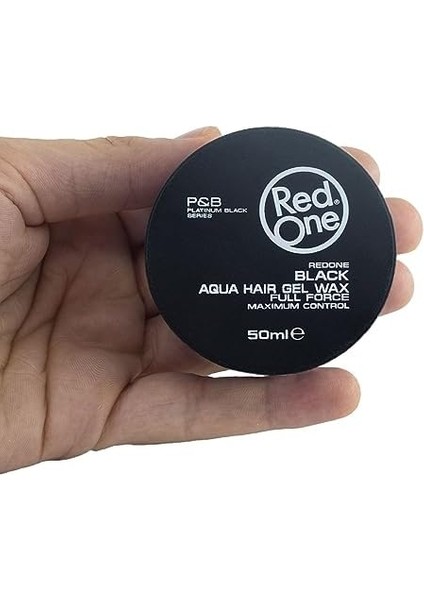 Red®
One
P&B
PLATINUM BLACK
SERIES
REDONE
BLACK
AQUA HAIR GEL WAX
FULL FORCE
MAXIMUM CONTROL
50ml℮